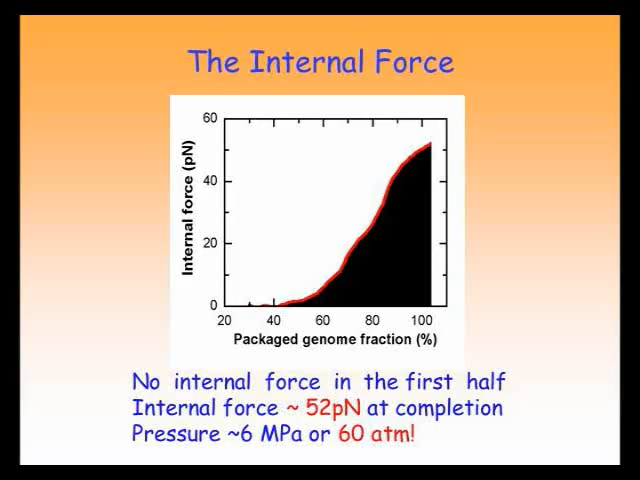 The Internal Force
60
40
20
0
Internal force (pN)
20 40 60 80 100
Packaged genome fraction (%)
No internal force in the first half
Internal force ~ 52pN at completion
Pressure ~6 MPa or 60 atm!